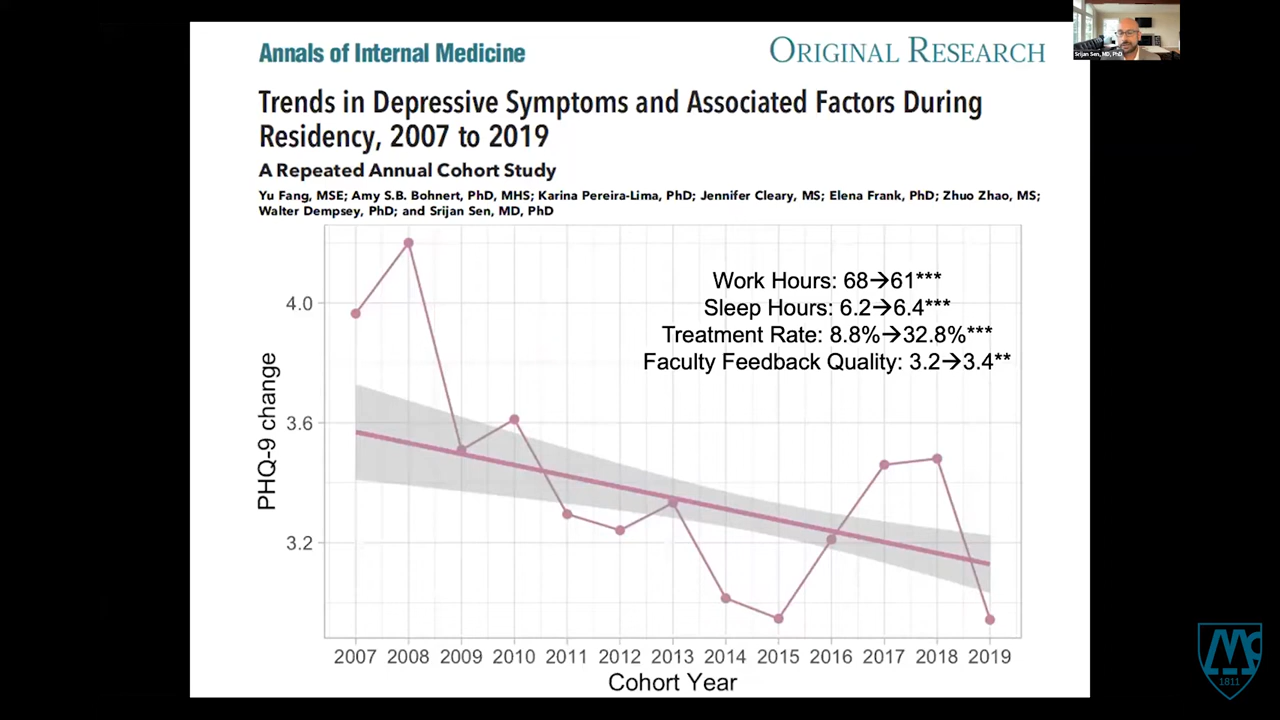 Annals of Internal Medicine
ORIGINAL RESEARCH
Srijan Sen, MD, PhD
Trends in Depressive Symptoms and Associated Factors During
Residency, 2007 to 2019
A Repeated Annual Cohort Study
Yu Fang, MSE; Amy S.B. Bohnert, PhD, MHS; Karina Pereira-Lima, PhD; Jennifer Cleary, MS; Elena Frank, PhD; Zhuo Zhao, MS;
Walter Dempsey, PhD; and Srijan Sen, MD, PhD
Work Hours: 68→61***
Sleep Hours: 6.2→6.4***
Treatment Rate: 8.8%→32.8%***
Faculty Feedback Quality: 3.2→3.4**
PHQ-9 change
4.0
3.6
3.2
2007 2008 2009 2010 2011 2012 2013 2014 2015 2016 2017 2018 2019
Cohort Year
1811